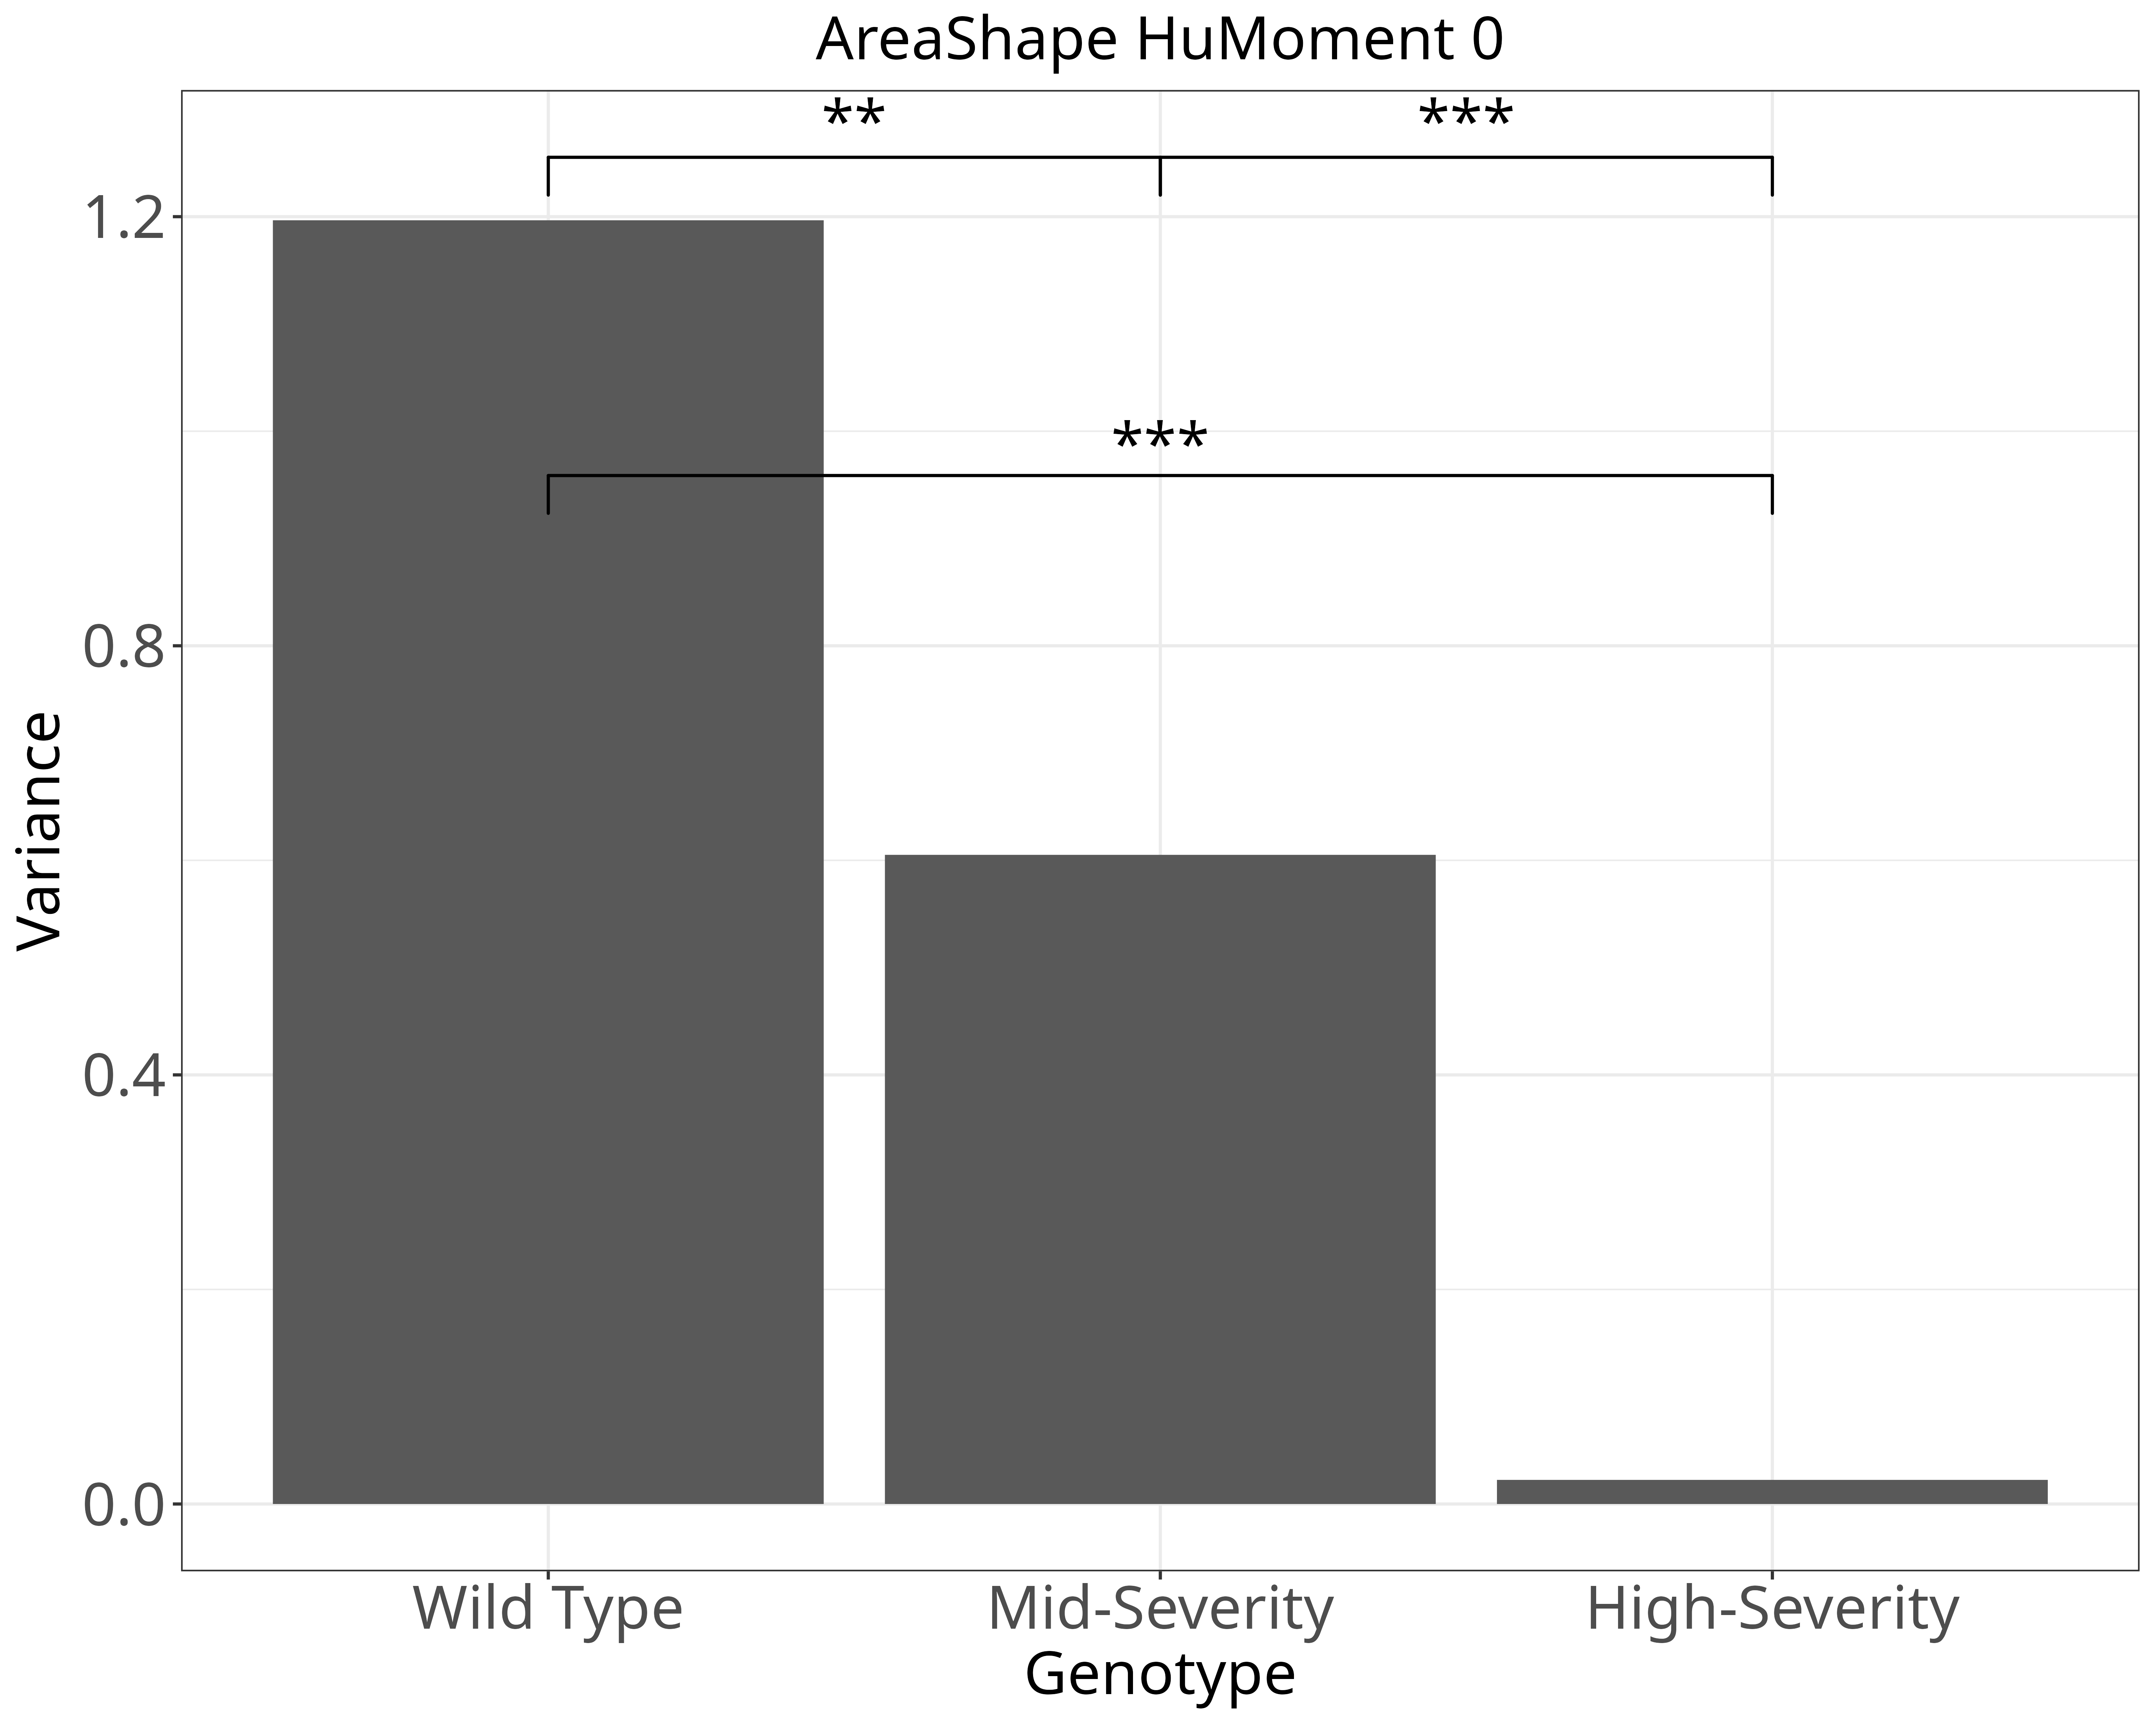 AreaShape HuMoment 0
** ***
1.2
***
0.8
Variance
0.4
0.0
Wild Type Mid-Severity High-Severity
Genotype